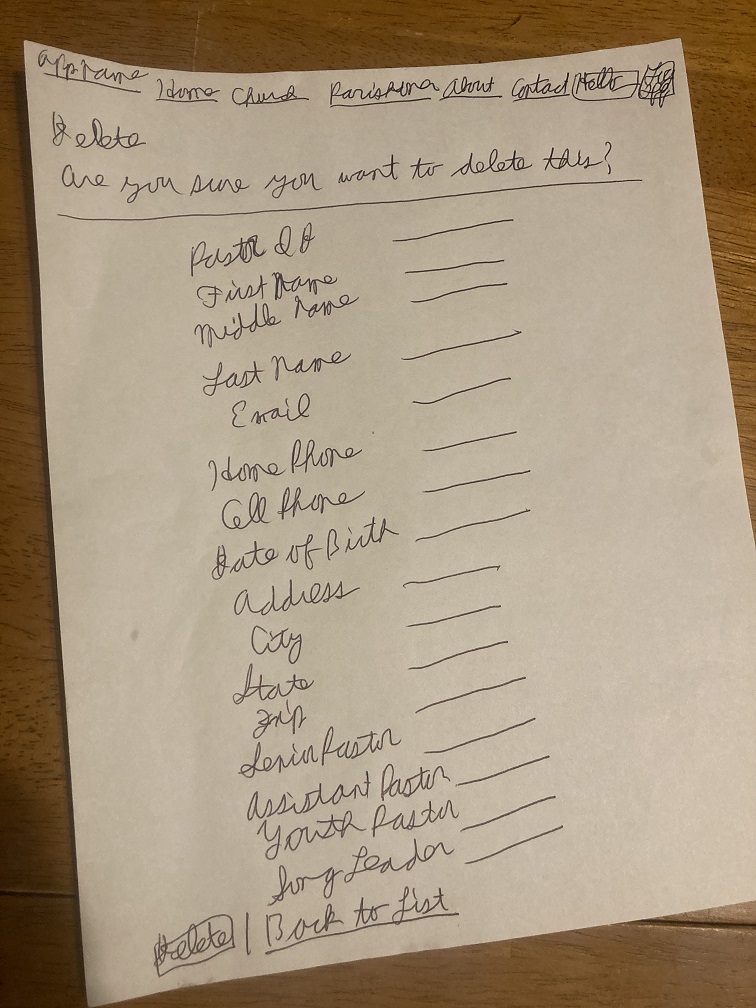 appname Home Church Parishioner About Contact Hello
Delete
Are you sure you want to delete this?
Pastor ID
First Name
Middle Name
Last Name
Email
Home Phone
Cell Phone
Date of Birth
Address
City
State
Zip
Senior Pastor
Assistant Pastor
Youth Pastor
Song Leader
Delete | Back to List